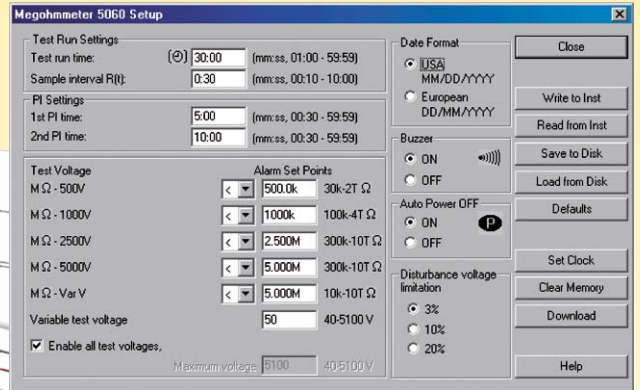 Megohmmeter 5060 Setup
Test Run Settings
Test run time: 30:00 (mm:ss, 01:00 - 59:59)
Sample interval R(t): 0:30 (mm:ss, 00:10 - 10:00)
PI Settings
1st PI time: 5:00 (mm:ss, 00:30 - 59:59)
2nd PI time: 10:00 (mm:ss, 00:30 - 59:59)
Test Voltage Alarm Set Points
MΩ - 500V < 500.0k 30k-2T Ω
MΩ - 1000V < 1000k 100k-4T Ω
MΩ - 2500V < 2.500M 300k-10T Ω
MΩ - 5000V < 5.000M 300k-10T Ω
MΩ - Var V < 5.000M 10k-10T Ω
Variable test voltage 50 40-5100 V
Enable all test voltages,
Maximum voltage 5100 40-5100 V
Date Format
USA
MM/DD/YYYY
European
DD/MM/YYYY
Buzzer
ON
OFF
Auto Power OFF
ON P
OFF
Disturbance voltage
limitation
3%
10%
20%
Close
Write to Inst
Read from Inst
Save to Disk
Load from Disk
Defaults
Set Clock
Clear Memory
Download
Help